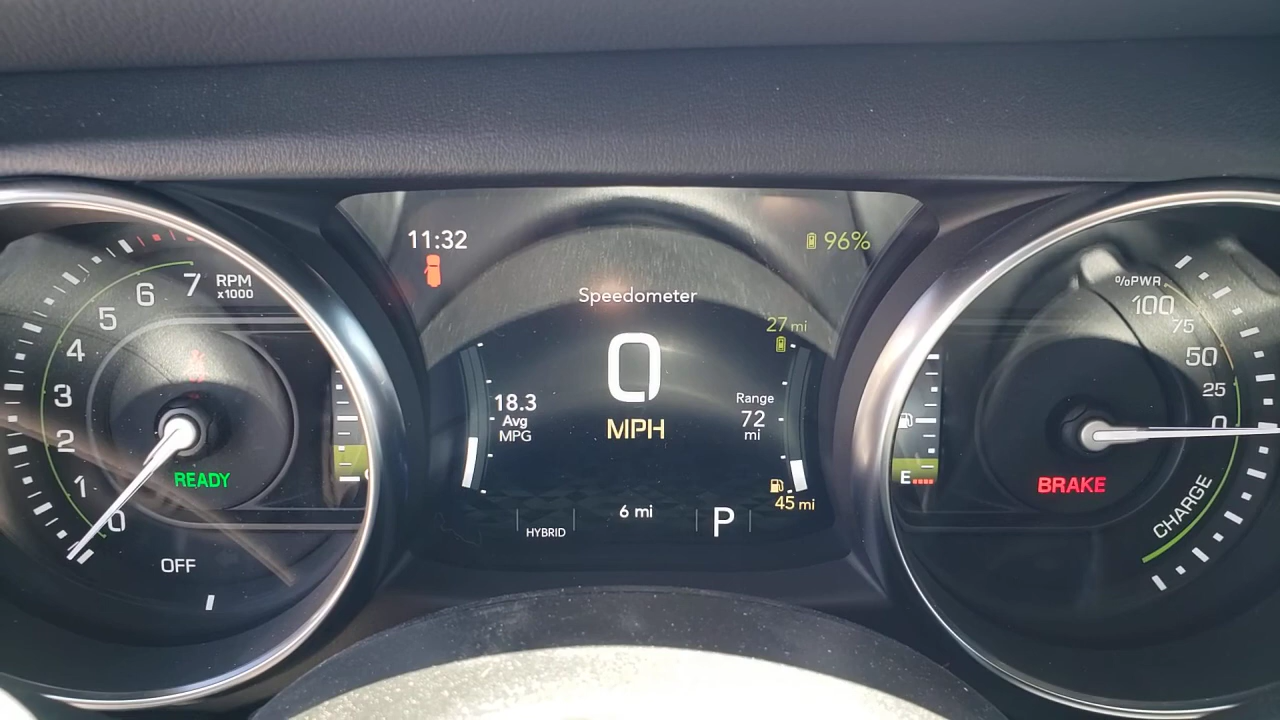 11:32
96%
Speedometer
7 RPM
x1000
6
5
4
3
2
1
0
READY
OFF
27 mi
0
MPH
18.3
Avg
MPG
Range
72
mi
45 mi
6 mi
HYBRID
P
%PWR
100
75
50
25
0
E
BRAKE
CHARGE